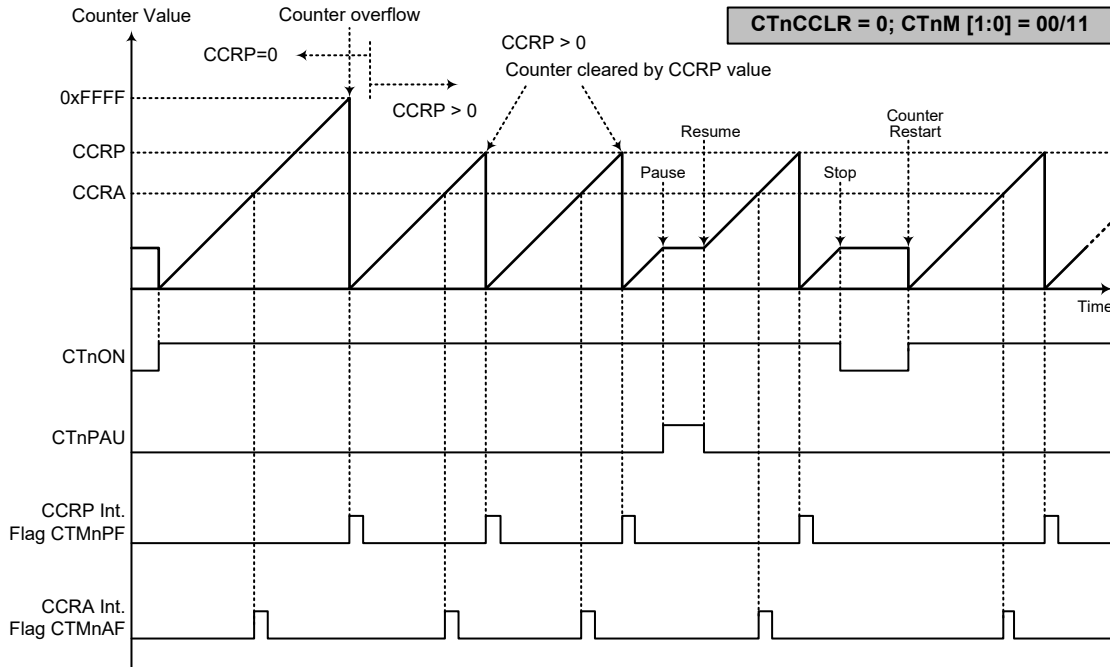 Counter Value
Counter overflow
CTnCCLR = 0; CTnM [1:0] = 00/11
CCRP=0
CCRP > 0
CCRP > 0
Counter cleared by CCRP value
0xFFFF
CCRP
CCRA
Pause
Resume
Stop
Counter
Restart
Time
CTnON
CTnPAU
CCRP Int.
Flag CTMnPF
CCRA Int.
Flag CTMnAF